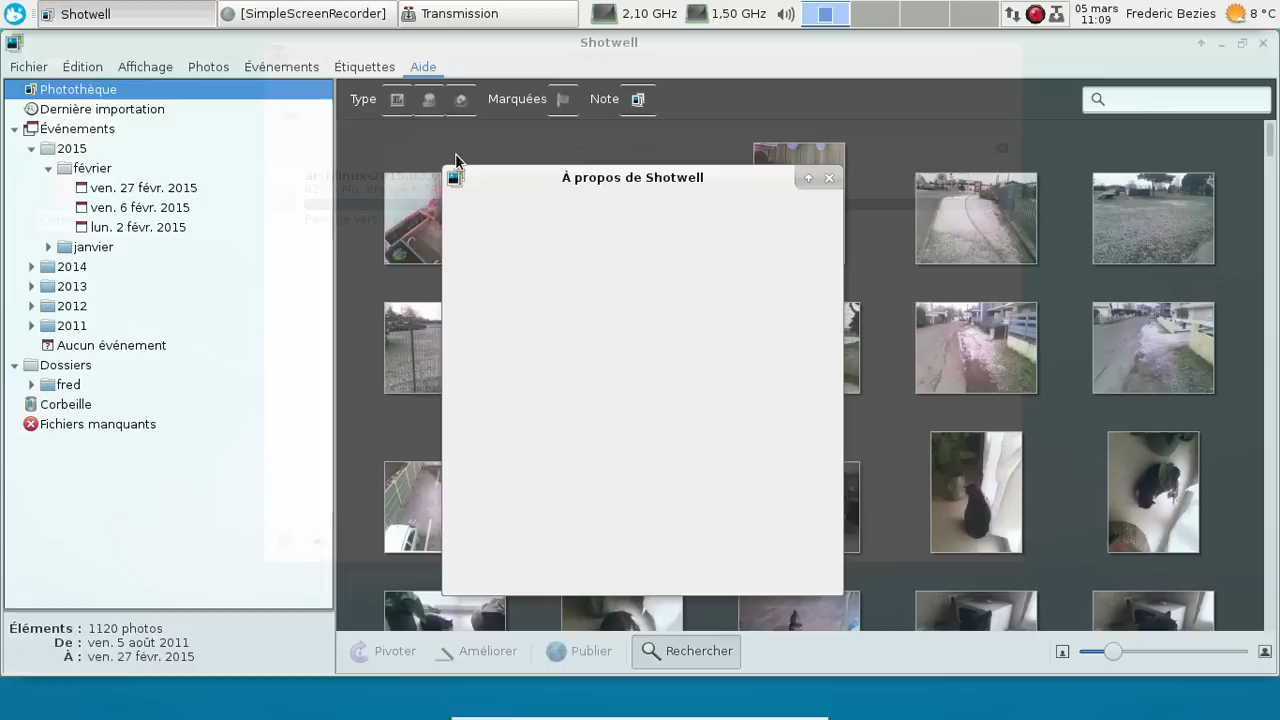 Shotwell
[SimpleScreenRecorder]
Transmission
2,10 GHz
1,50 GHz
05 mars
11:09
Frederic Bezies
8 °C
Shotwell
Fichier
Édition
Affichage
Photos
Événements
Étiquettes
Aide
Photothèque
Dernière importation
Événements
2015
février
ven. 27 févr. 2015
ven. 6 févr. 2015
lun. 2 févr. 2015
janvier
2014
2013
2012
2011
Aucun événement
Dossiers
fred
Corbeille
Fichiers manquants
Éléments : 1120 photos
De : ven. 5 août 2011
À : ven. 27 févr. 2015
Type
Marquées
Note
À propos de Shotwell
Pivoter
Améliorer
Publier
Rechercher